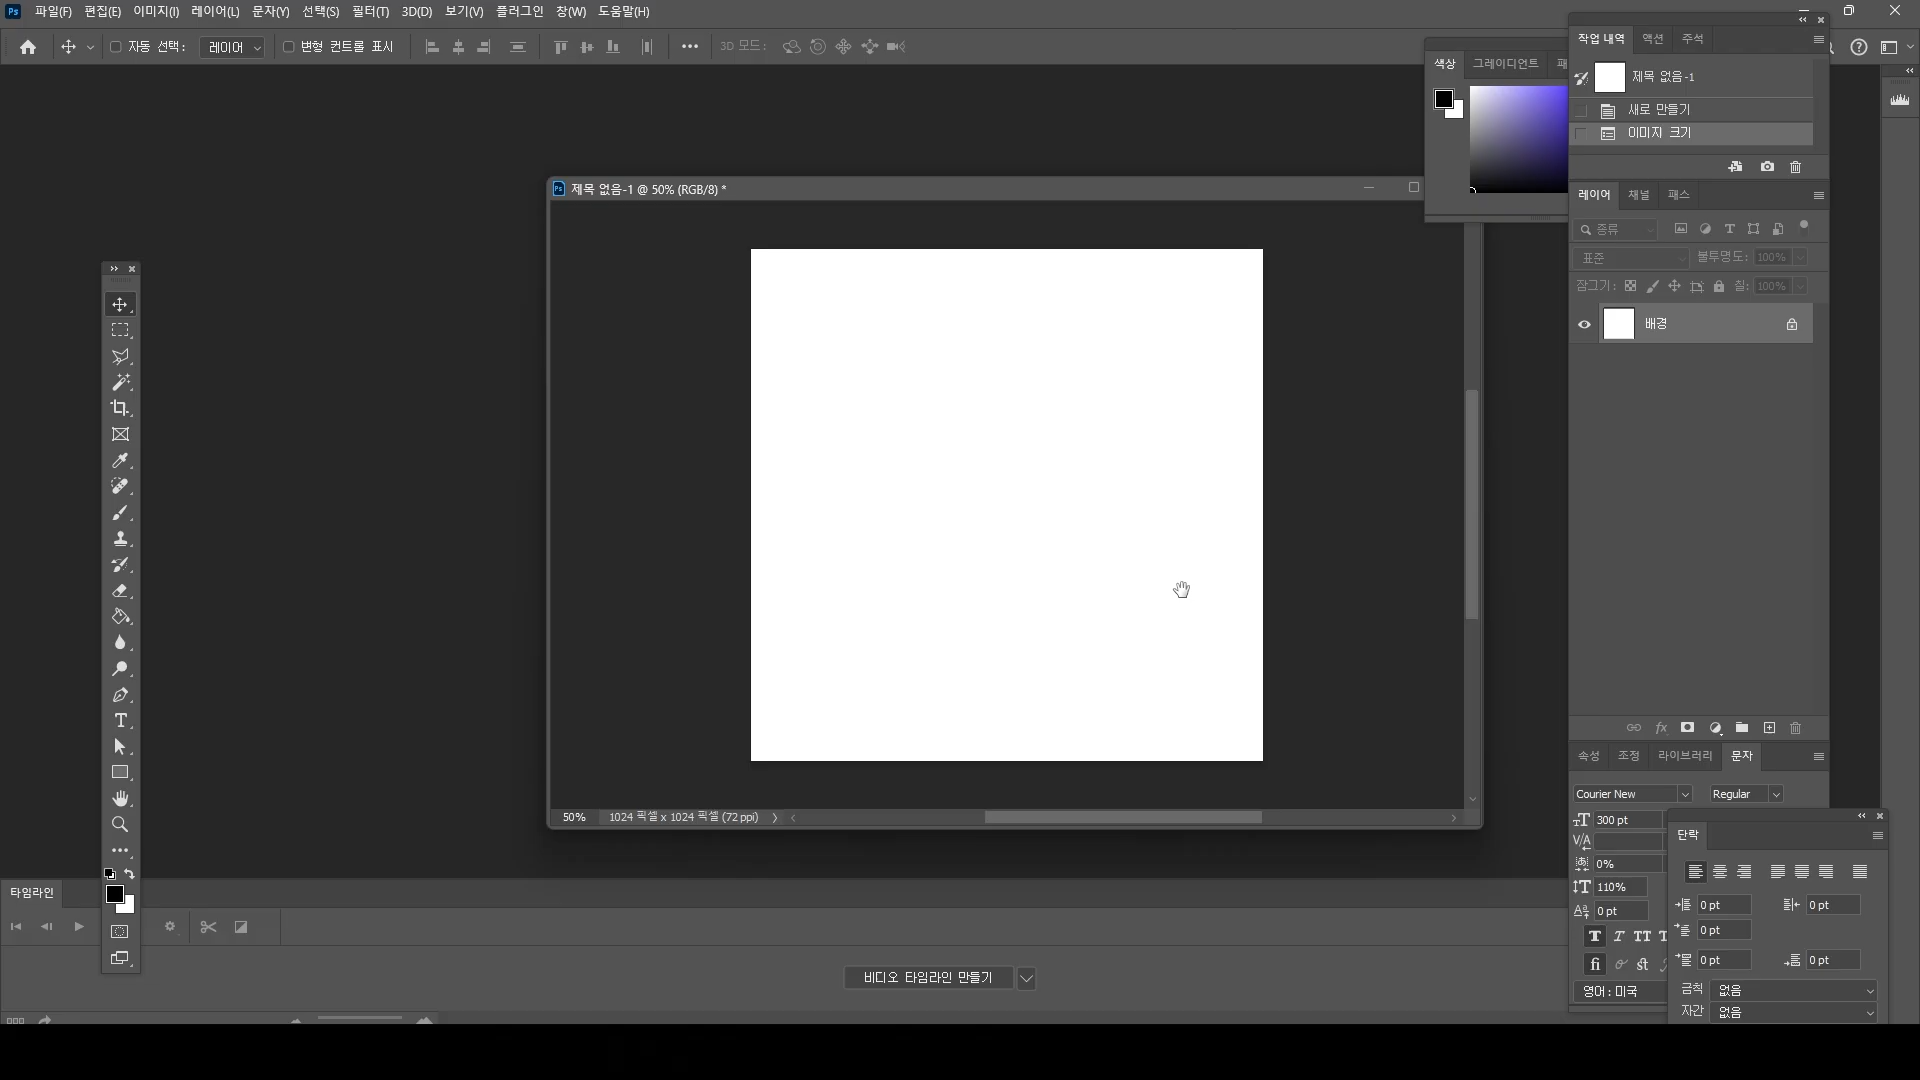 Ps 파일(F) 편집(E) 이미지(I) 레이어(L) 문자(Y) 선택(S) 필터(T) 3D(D) 보기(V) 플러그인 창(W) 도움말(H)
자동 선택: 레이어 변형 컨트롤 표시 3D 모드:
작업 내역 액션 주석
제목 없음-1
새로 만들기
이미지 크기
색상 그레이디언트
Ps 제목 없음-1 @ 50% (RGB/8) *
레이어 채널 패스
종류
표준 불투명도: 100%
잠그기: 칠: 100%
배경
속성 조정 라이브러리 문자
Courier New Regular
300 pt
0%
110%
0 pt
영어: 미국
단락
0 pt 0 pt
0 pt
0 pt 0 pt
금칙 없음
자간 없음
50% 1024 픽셀 x 1024 픽셀 (72 ppi)
타임라인
비디오 타임라인 만들기